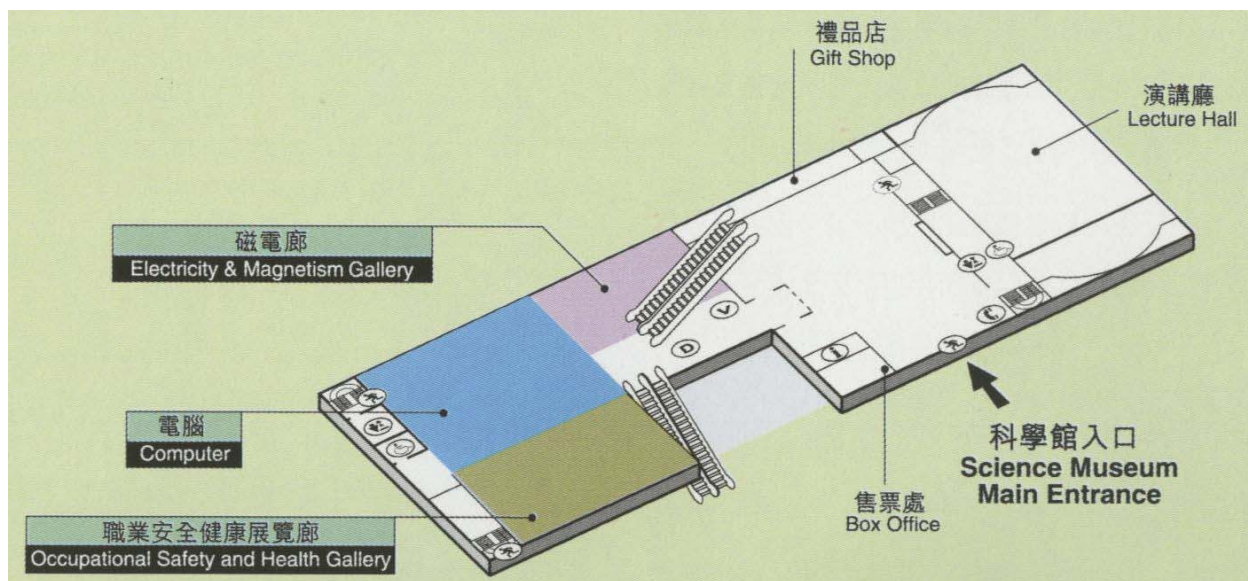 禮品店
Gift Shop
演講廳
Lecture Hall
磁電廊
Electricity & Magnetism Gallery
V
D
i
電腦
Computer
科學館入口
Science Museum
Main Entrance
售票處
Box Office
職業安全健康展覽廊
Occupational Safety and Health Gallery